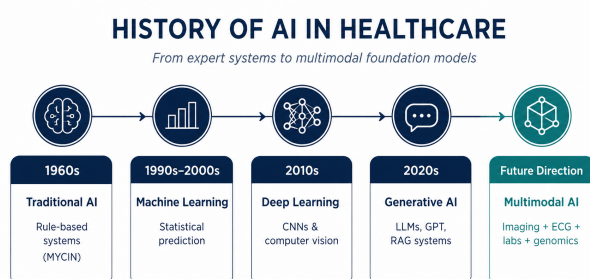 HISTORY OF AI IN HEALTHCARE
From expert systems to multimodal foundation models
1960s
Traditional AI
Rule-based
systems
(MYCIN)
1990s–2000s
Machine Learning
Statistical
prediction
2010s
Deep Learning
CNNs &
computer vision
2020s
Generative AI
LLMs, GPT,
RAG systems
Future Direction
Multimodal AI
Imaging + ECG +
labs + genomics